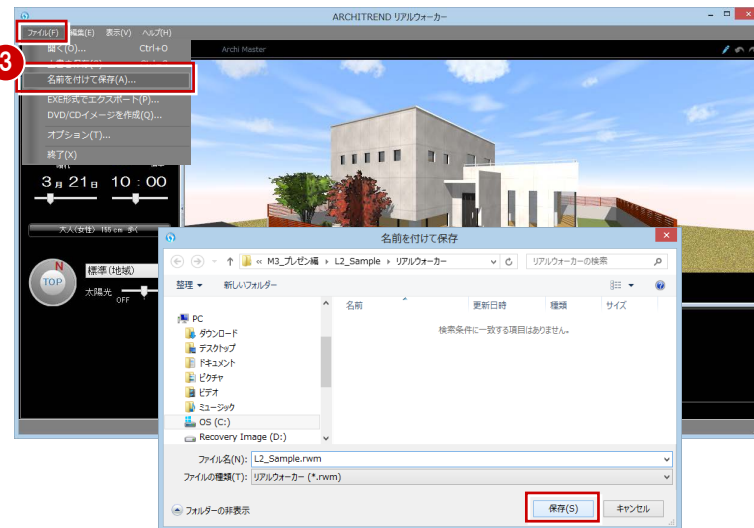 ARCHITREND リアルウォーカー
ファイル(F) 編集(E) 表示(V) ヘルプ(H)
3
開く(O)... Ctrl+O
Archi Master
名前を付けて保存(A)...
EXE形式でエクスポート(P)...
DVD/CDイメージを作成(Q)...
オプション(T)...
終了(X)
3月21日 10:00
大人(女性) 155 cm 歩く
N
TOP
標準(地域)
太陽光
OFF
名前を付けて保存
« M3_プレゼン編 ▸ L2_Sample ▸ リアルウォーカー
リアルウォーカーの検索
整理 新しいフォルダー
名前 更新日時 種類 サイズ
検索条件に一致する項目はありません。
PC
ダウンロード
デスクトップ
ドキュメント
ピクチャ
ビデオ
ミュージック
OS (C:)
Recovery Image (D:)
ファイル名(N): L2_Sample.rwm
ファイルの種類(T): リアルウォーカー (*.rwm)
フォルダーの非表示
保存(S) キャンセル